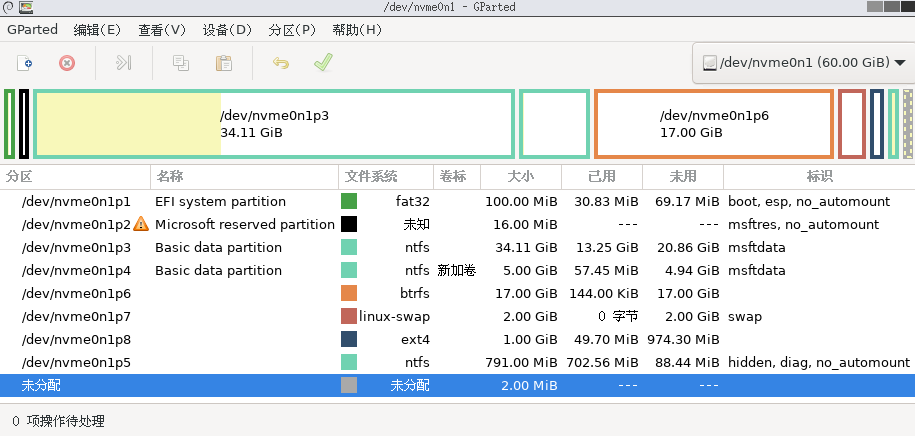 /dev/nvme0n1 - GParted
GParted 编辑(E) 查看(V) 设备(D) 分区(P) 帮助(H)
/dev/nvme0n1 (60.00 GiB)
/dev/nvme0n1p3
34.11 GiB
/dev/nvme0n1p6
17.00 GiB
分区 名称 文件系统 卷标 大小 已用 未用 标识
/dev/nvme0n1p1 EFI system partition fat32 100.00 MiB 30.83 MiB 69.17 MiB boot, esp, no_automount
/dev/nvme0n1p2 Microsoft reserved partition 未知 16.00 MiB --- --- msftres, no_automount
/dev/nvme0n1p3 Basic data partition ntfs 34.11 GiB 13.25 GiB 20.86 GiB msftdata
/dev/nvme0n1p4 Basic data partition ntfs 新加卷 5.00 GiB 57.45 MiB 4.94 GiB msftdata
/dev/nvme0n1p6 btrfs 17.00 GiB 144.00 KiB 17.00 GiB
/dev/nvme0n1p7 linux-swap 2.00 GiB 0 字节 2.00 GiB swap
/dev/nvme0n1p8 ext4 1.00 GiB 49.70 MiB 974.30 MiB
/dev/nvme0n1p5 ntfs 791.00 MiB 702.56 MiB 88.44 MiB hidden, diag, no_automount
未分配 未分配 2.00 MiB --- ---
0 项操作待处理